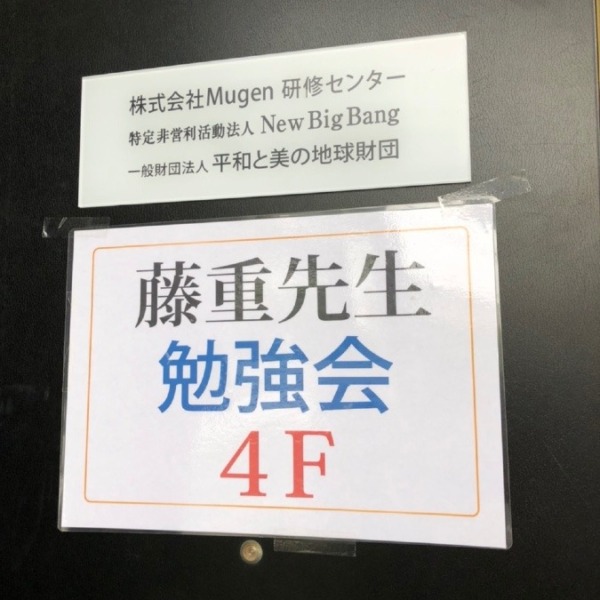 株式会社Mugen 研修センター
特定非営利活動法人 New Big Bang
一般財団法人 平和と美の地球財団
藤重先生
勉強会
4F